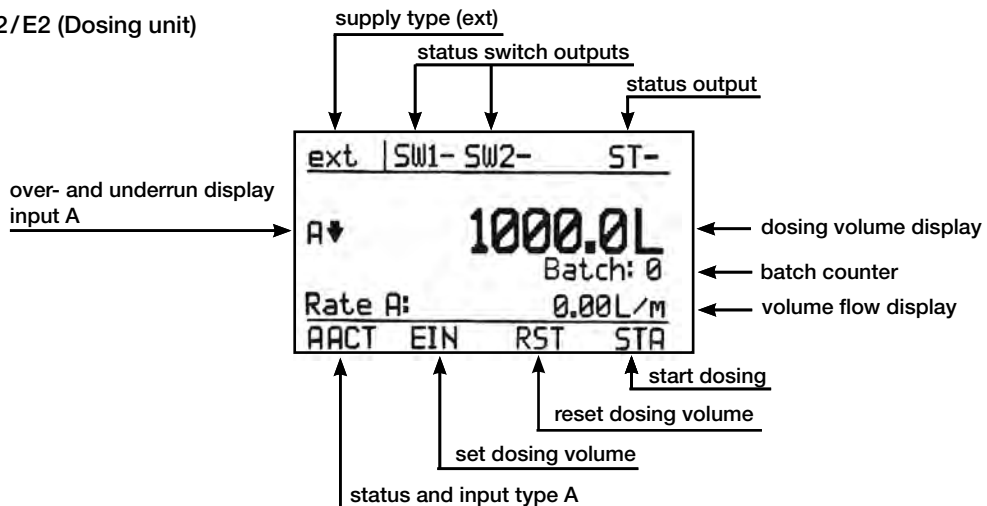 2/E2 (Dosing unit)
supply type (ext)
status switch outputs
status output
ext SW1- SW2- ST-
over- and underrun display
input A
A 1000.0L
dosing volume display
Batch: 0
batch counter
Rate A: 0.00L/m
volume flow display
AACT EIN RST STA
start dosing
reset dosing volume
set dosing volume
status and input type A